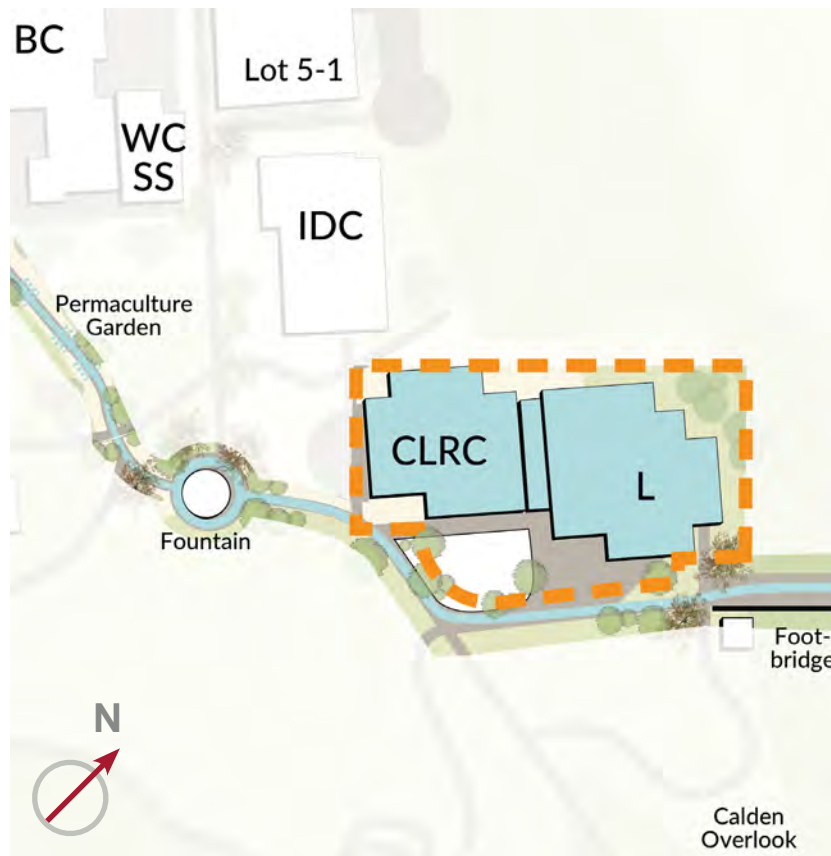 BC
Lot 5-1
WC
SS
IDC
Permaculture
Garden
CLRC
L
Fountain
Foot-
bridge
N
Calden
Overlook